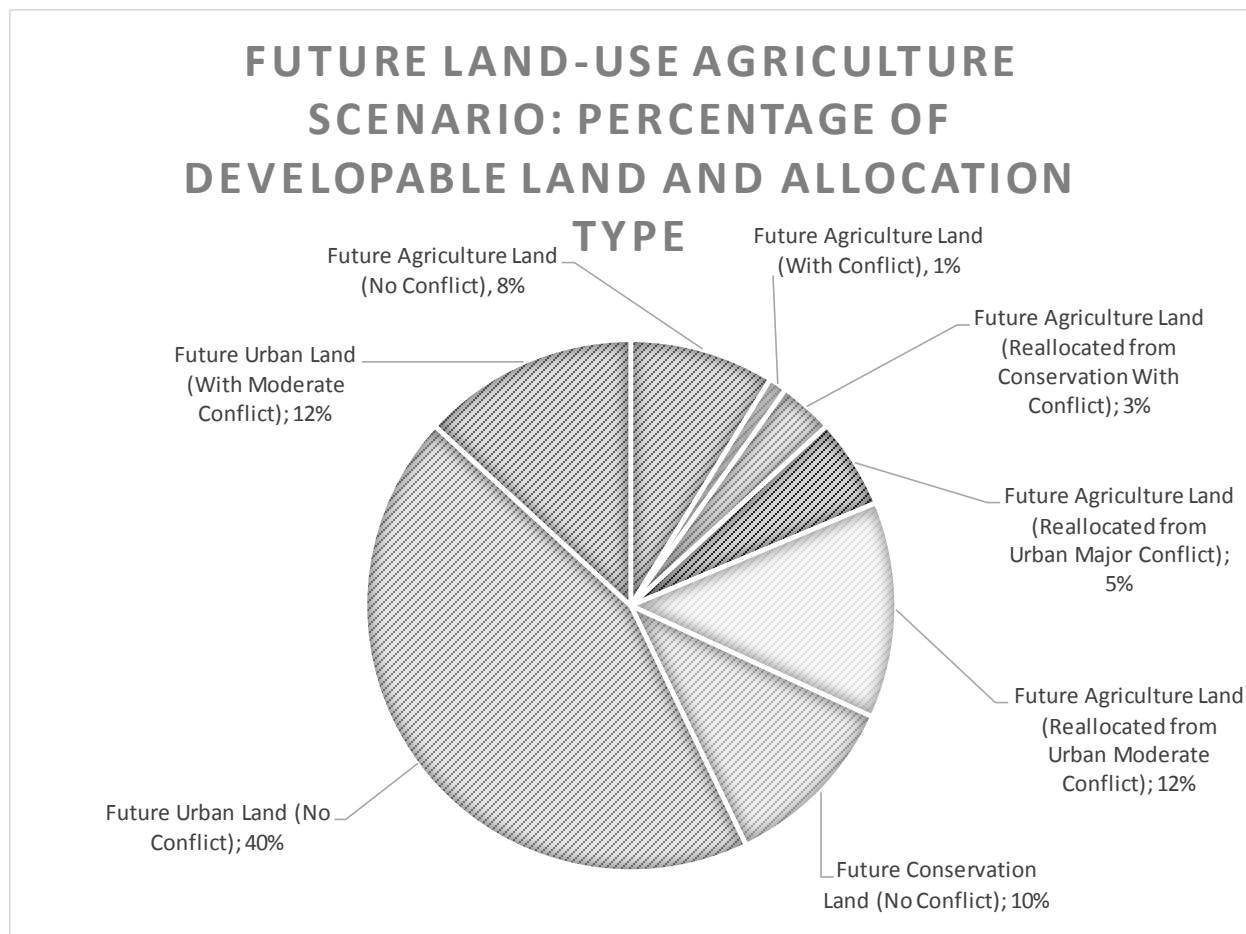 FUTURE LAND-USE AGRICULTURE
SCENARIO: PERCENTAGE OF
DEVELOPABLE LAND AND ALLOCATION
TYPE
Future Agriculture Land
(No Conflict), 8%
Future Agriculture Land
(With Conflict), 1%
Future Agriculture Land
(Reallocated from
Conservation With
Conflict); 3%
Future Agriculture Land
(Reallocated from
Urban Major Conflict);
5%
Future Agriculture Land
(Reallocated from
Urban Moderate
Conflict); 12%
Future Conservation
Land (No Conflict); 10%
Future Urban Land (No
Conflict); 40%
Future Urban Land
(With Moderate
Conflict); 12%